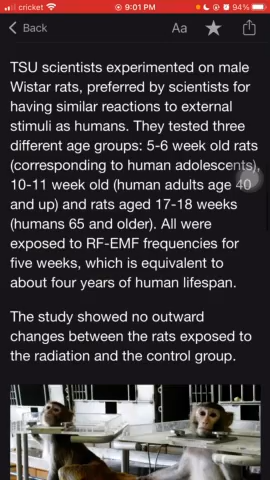 cricket
9:01 PM
94%
Back
Aa
TSU scientists experimented on male
Wistar rats, preferred by scientists for
having similar reactions to external
stimuli as humans. They tested three
different age groups: 5-6 week old rats
(corresponding to human adolescents),
10-11 week old (human adults age 40
and up) and rats aged 17-18 weeks
(humans 65 and older). All were
exposed to RF-EMF frequencies for
five weeks, which is equivalent to
about four years of human lifespan.
The study showed no outward
changes between the rats exposed to
the radiation and the control group.